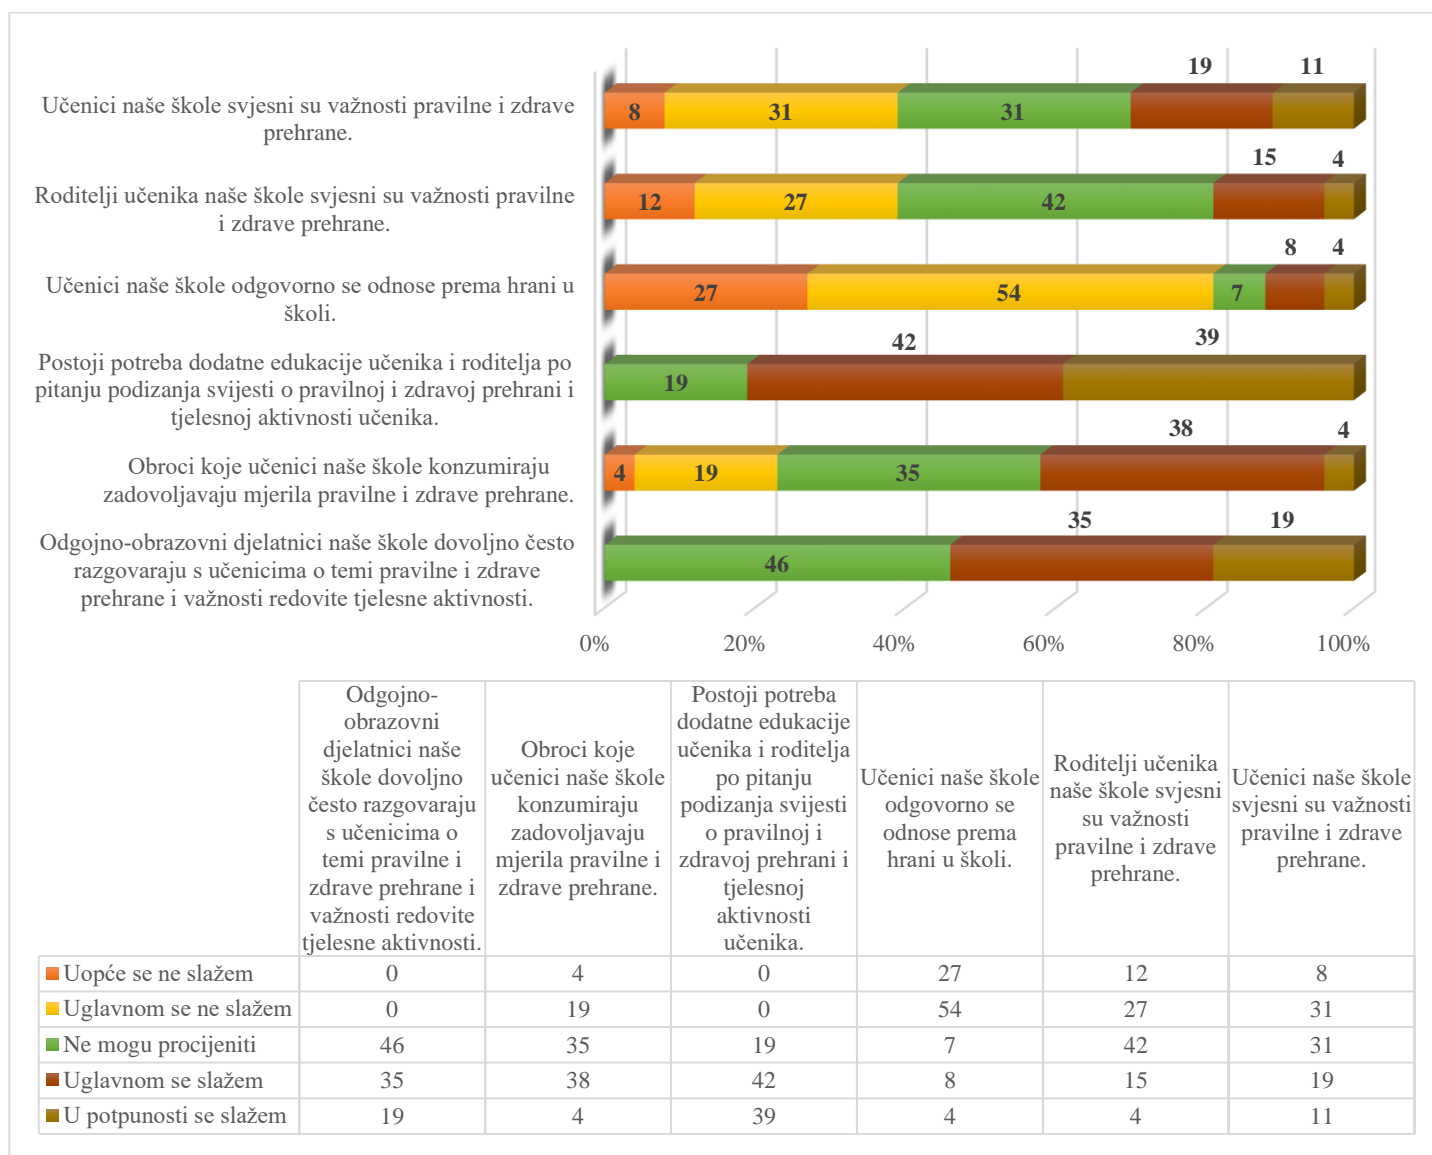 19 11
Učenici naše škole svjesni su važnosti pravilne i zdrave
prehrane.
8 31 31
15 4
Roditelji učenika naše škole svjesni su važnosti pravilne
i zdrave prehrane.
12 27 42
8 4
Učenici naše škole odgovorno se odnose prema hrani u
školi.
27 54 7
42 39
Postoji potreba dodatne edukacije učenika i roditelja po
pitanju podizanja svijesti o pravilnoj i zdravoj prehrani i
tjelesnoj aktivnosti učenika.
19
38 4
Obroci koje učenici naše škole konzumiraju
zadovoljavaju mjerila pravilne i zdrave prehrane.
4 19 35
35 19
Odgojno-obrazovni djelatnici naše škole dovoljno često
razgovaraju s učenicima o temi pravilne i zdrave
prehrane i važnosti redovite tjelesne aktivnosti.
46
0% 20% 40% 60% 80% 100%
Odgojno-
obrazovni
djelatnici naše
škole dovoljno
često razgovaraju
s učenicima o
temi pravilne i
zdrave prehrane i
važnosti redovite
tjelesne aktivnosti.
Obroci koje
učenici naše škole
konzumiraju
zadovoljavaju
mjerila pravilne i
zdrave prehrane.
Postoji potreba
dodatne edukacije
učenika i roditelja
po pitanju
podizanja svijesti
o pravilnoj i
zdravoj prehrani i
tjelesnoj
aktivnosti
učenika.
Učenici naše škole
odgovorno se
odnose prema
hrani u školi.
Roditelji učenika
naše škole svjesni
su važnosti
pravilne i zdrave
prehrane.
Učenici naše škole
svjesni su važnosti
pravilne i zdrave
prehrane.
Uopće se ne slažem 0 4 0 27 12 8
Uglavnom se ne slažem 0 19 0 54 27 31
Ne mogu procijeniti 46 35 19 7 42 31
Uglavnom se slažem 35 38 42 8 15 19
U potpunosti se slažem 19 4 39 4 4 11